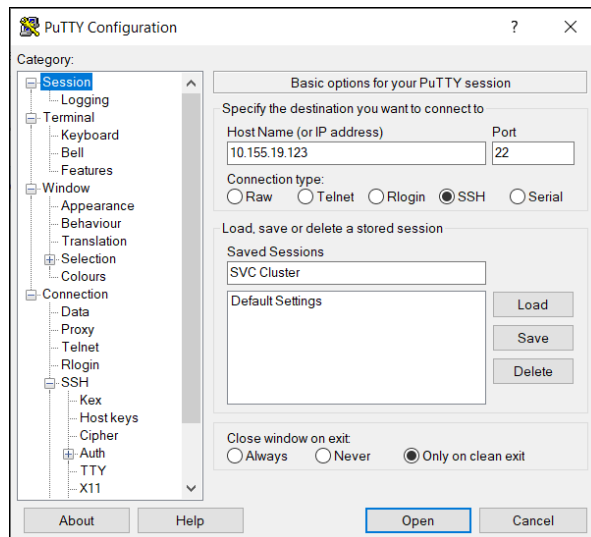 PuTTY Configuration
?
Category:
Session
Logging
Terminal
Keyboard
Bell
Features
Window
Appearance
Behaviour
Translation
Selection
Colours
Connection
Data
Proxy
Telnet
Rlogin
SSH
Kex
Host keys
Cipher
Auth
TTY
X11
Basic options for your PuTTY session
Specify the destination you want to connect to
Host Name (or IP address) Port
10.155.19.123 22
Connection type:
Raw Telnet Rlogin SSH Serial
Load, save or delete a stored session
Saved Sessions
SVC Cluster
Default Settings
Load
Save
Delete
Close window on exit:
Always Never Only on clean exit
About Help Open Cancel